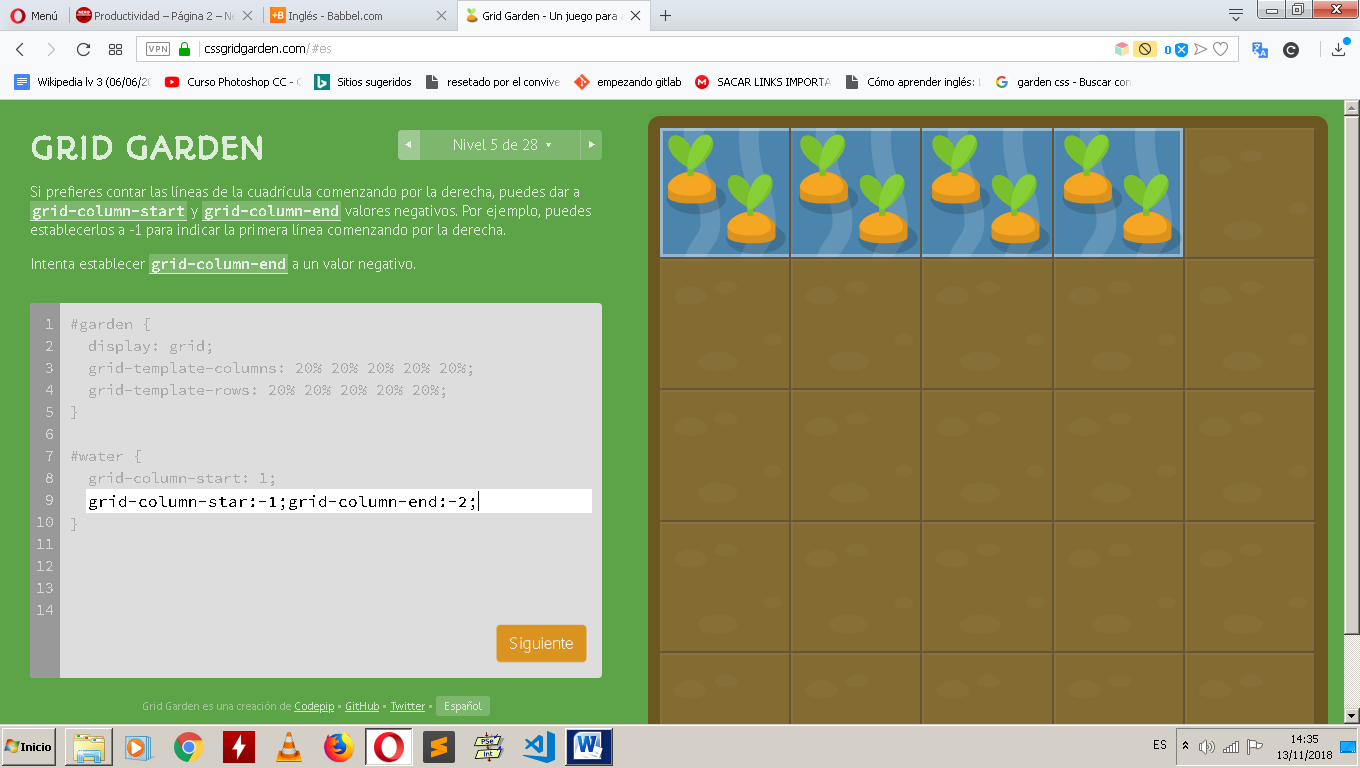 Menú
Productividad – Página 2 – Ne
Inglés - Babbel.com
Grid Garden - Un juego para a
VPN
cssgridgarden.com/#es
0
Wikipedia lv 3 (06/06/20
Curso Photoshop CC - C
Sitios sugeridos
resetado por el convive
empezando gitlab
SACAR LINKS IMPORTA
Cómo aprender inglés: l
garden css - Buscar con
GRID GARDEN
Nivel 5 de 28
Si prefieres contar las líneas de la cuadrícula comenzando por la derecha, puedes dar a
grid-column-start y grid-column-end valores negativos. Por ejemplo, puedes
establecerlos a -1 para indicar la primera línea comenzando por la derecha.
Intenta establecer grid-column-end a un valor negativo.
1 #garden {
2 display: grid;
3 grid-template-columns: 20% 20% 20% 20% 20%;
4 grid-template-rows: 20% 20% 20% 20% 20%;
5 }
6
7 #water {
8 grid-column-start: 1;
9 grid-column-star:-1;grid-column-end:-2;
10 }
11
12
13
14
Siguiente
Grid Garden es una creación de Codepip • GitHub • Twitter • Español
Inicio
ES
14:35
13/11/2018